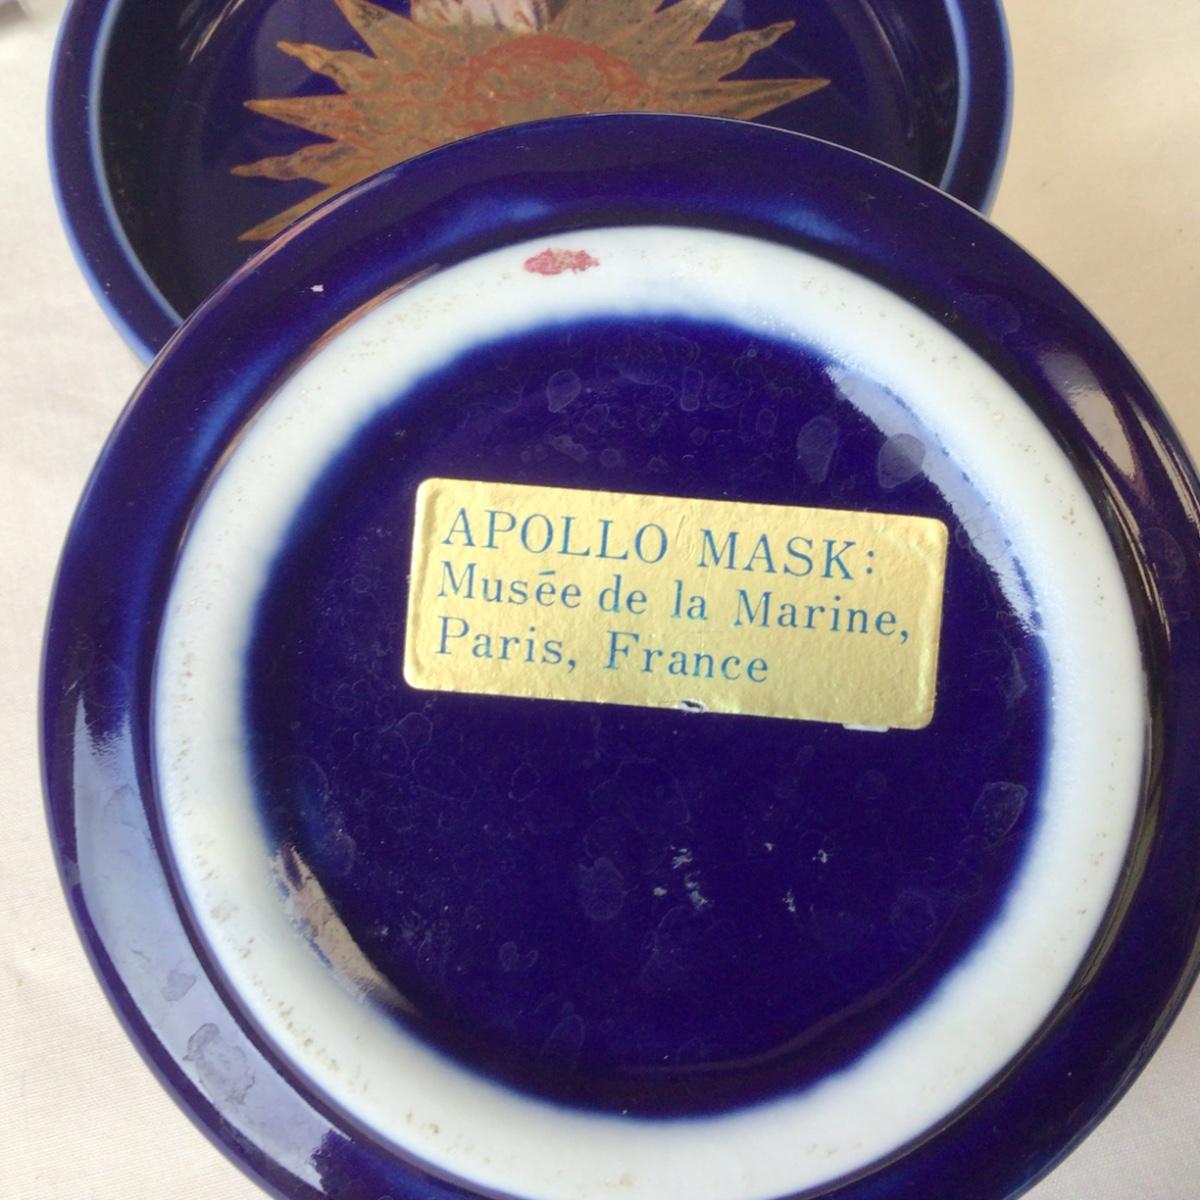 APOLLO MASK:
Musée de la Marine,
Paris, France